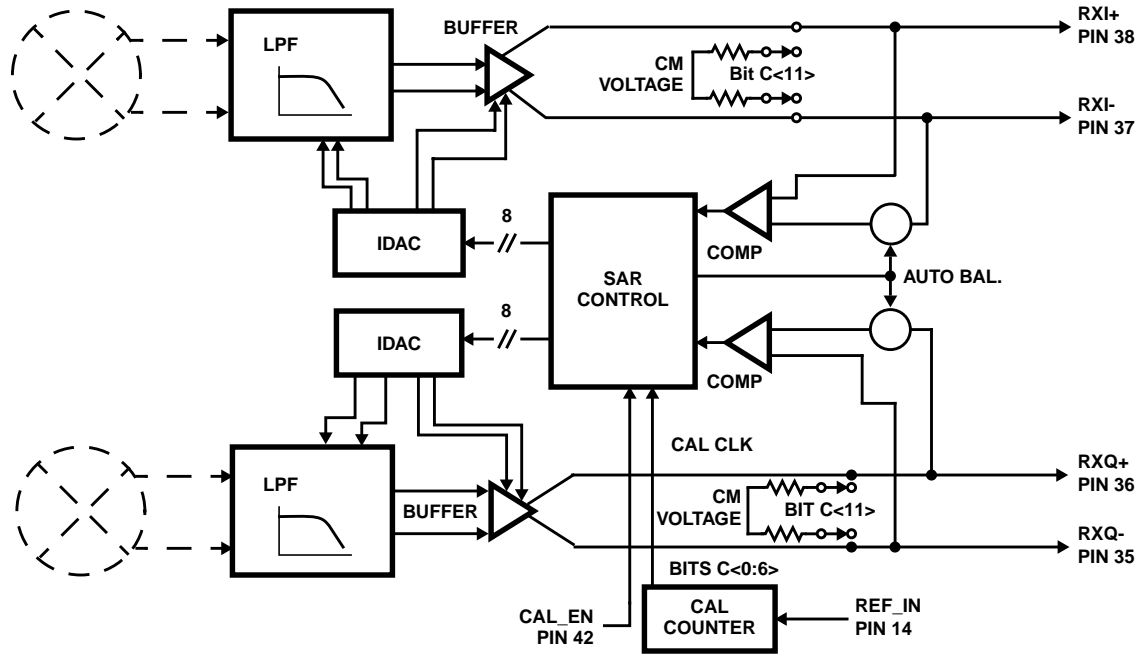 LPF
BUFFER
CM
VOLTAGE
Bit C<11>
RXI+
PIN 38
RXI-
PIN 37
IDAC
8
SAR
CONTROL
COMP
AUTO BAL.
IDAC
8
COMP
CAL CLK
LPF
BUFFER
CM
VOLTAGE
BIT C<11>
RXQ+
PIN 36
RXQ-
PIN 35
BITS C<0:6>
CAL_EN
PIN 42
CAL
COUNTER
REF_IN
PIN 14